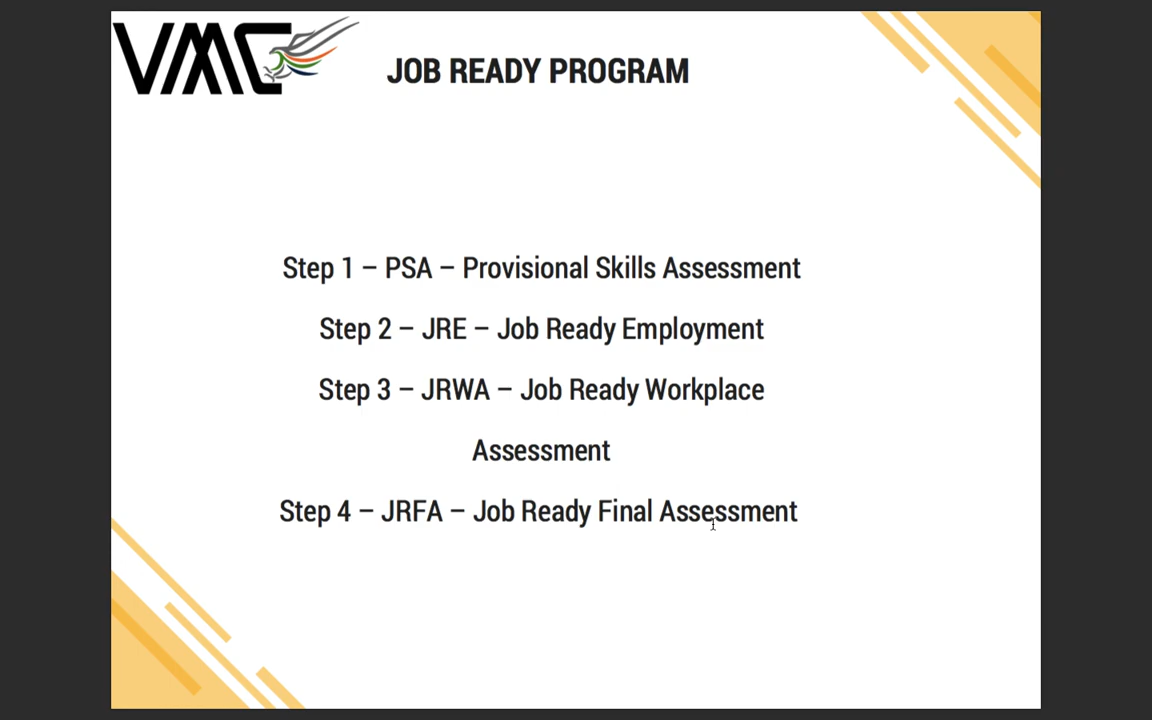 VMC
JOB READY PROGRAM
Step 1 – PSA – Provisional Skills Assessment
Step 2 – JRE – Job Ready Employment
Step 3 – JRWA – Job Ready Workplace
Assessment
Step 4 – JRFA – Job Ready Final Assessment